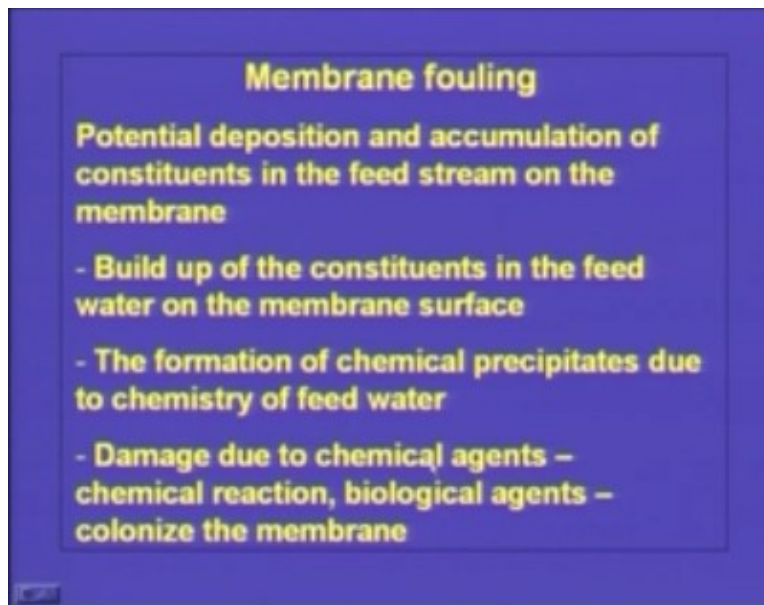 Membrane fouling
Potential deposition and accumulation of
constituents in the feed stream on the
membrane
- Build up of the constituents in the feed
water on the membrane surface
- The formation of chemical precipitates due
to chemistry of feed water
- Damage due to chemical agents –
chemical reaction, biological agents –
colonize the membrane